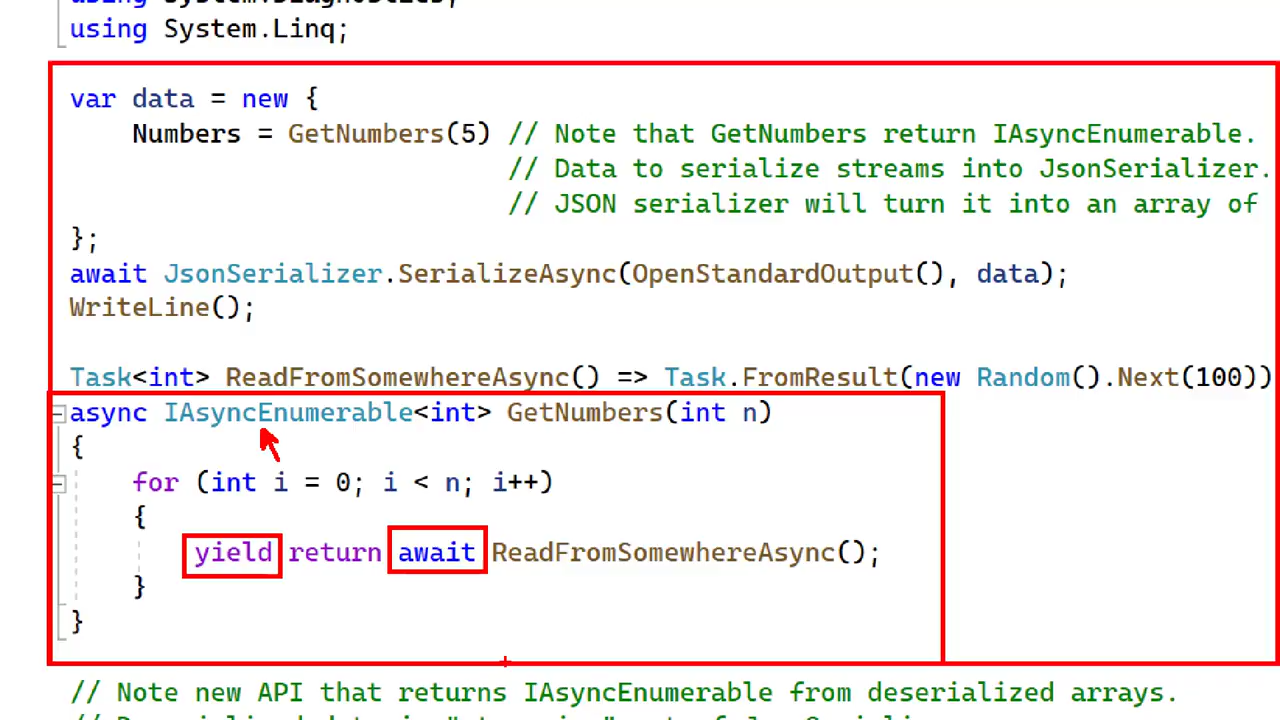 using System.Diagnostics;
using System.Linq;
var data = new {
Numbers = GetNumbers(5) // Note that GetNumbers return IAsyncEnumerable.
// Data to serialize streams into JsonSerializer.
// JSON serializer will turn it into an array of
};
await JsonSerializer.SerializeAsync(OpenStandardOutput(), data);
WriteLine();
Task<int> ReadFromSomewhereAsync() => Task.FromResult(new Random().Next(100))
async IAsyncEnumerable<int> GetNumbers(int n)
{
for (int i = 0; i < n; i++)
{
yield return await ReadFromSomewhereAsync();
}
}
// Note new API that returns IAsyncEnumerable from deserialized arrays.